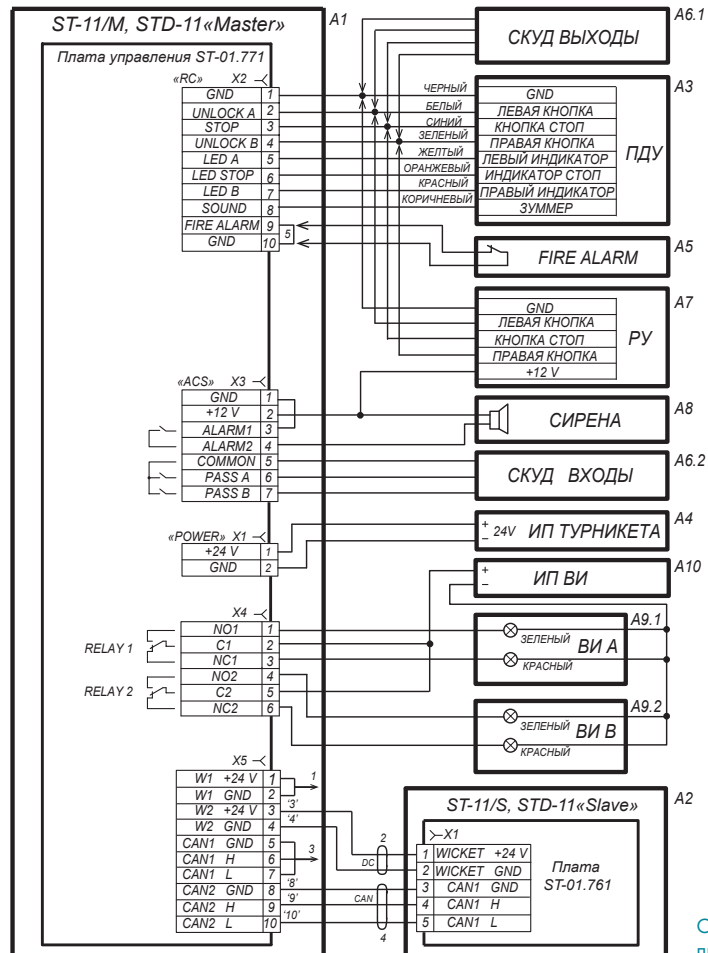 ST-11/M, STD-11«Master»
A1
Плата управления ST-01.771
«RC» X2
GND 1
UNLOCK A 2
STOP 3
UNLOCK B 4
LED A 5
LED STOP 6
LED B 7
SOUND 8
FIRE ALARM 9
GND 10
5
ЧЕРНЫЙ
БЕЛЫЙ
СИНИЙ
ЗЕЛЕНЫЙ
ЖЕЛТЫЙ
ОРАНЖЕВЫЙ
КРАСНЫЙ
КОРИЧНЕВЫЙ
СКУД ВЫХОДЫ
A6.1
GND
ЛЕВАЯ КНОПКА
КНОПКА СТОП
ПРАВАЯ КНОПКА
ЛЕВЫЙ ИНДИКАТОР
ИНДИКАТОР СТОП
ПРАВЫЙ ИНДИКАТОР
ЗУММЕР
ПДУ
A3
FIRE ALARM
A5
GND
ЛЕВАЯ КНОПКА
КНОПКА СТОП
ПРАВАЯ КНОПКА
+12 V
РУ
A7
«ACS» X3
GND 1
+12 V 2
ALARM1 3
ALARM2 4
COMMON 5
PASS A 6
PASS B 7
СИРЕНА
A8
СКУД ВХОДЫ
A6.2
«POWER» X1
+24 V 1
GND 2
+
– 24V ИП ТУРНИКЕТА
A4
+
– ИП ВИ
A10
X4
RELAY 1
NO1 1
C1 2
NC1 3
RELAY 2
NO2 4
C2 5
NC2 6
ЗЕЛЕНЫЙ
КРАСНЫЙ
ВИ А
A9.1
ЗЕЛЕНЫЙ
КРАСНЫЙ
ВИ В
A9.2
X5
W1 +24 V 1
W1 GND 2
W2 +24 V 3
W2 GND 4
CAN1 GND 5
CAN1 H 6
CAN1 L 7
CAN2 GND 8
CAN2 H 9
CAN2 L 10
1
'3'
'4'
3
'8'
'9'
'10'
2
DC
CAN
4
ST-11/S, STD-11«Slave»
A2
X1
1 WICKET +24 V
2 WICKET GND
3 CAN1 GND
4 CAN1 H
5 CAN1 L
Плата
ST-01.761